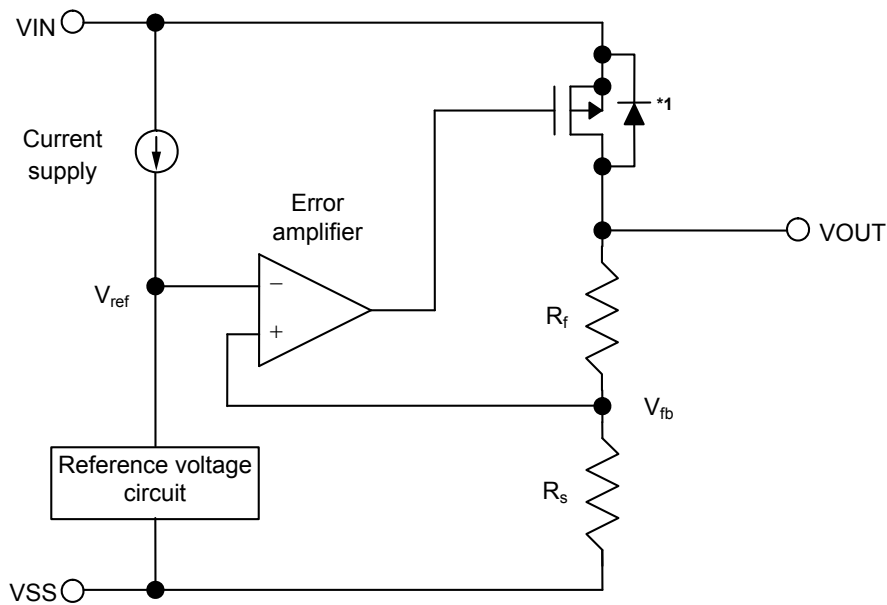 VIN
*1
Current
supply
Error
amplifier
VOUT
Vref
−
+
Rf
Vfb
Reference voltage
circuit
Rs
VSS